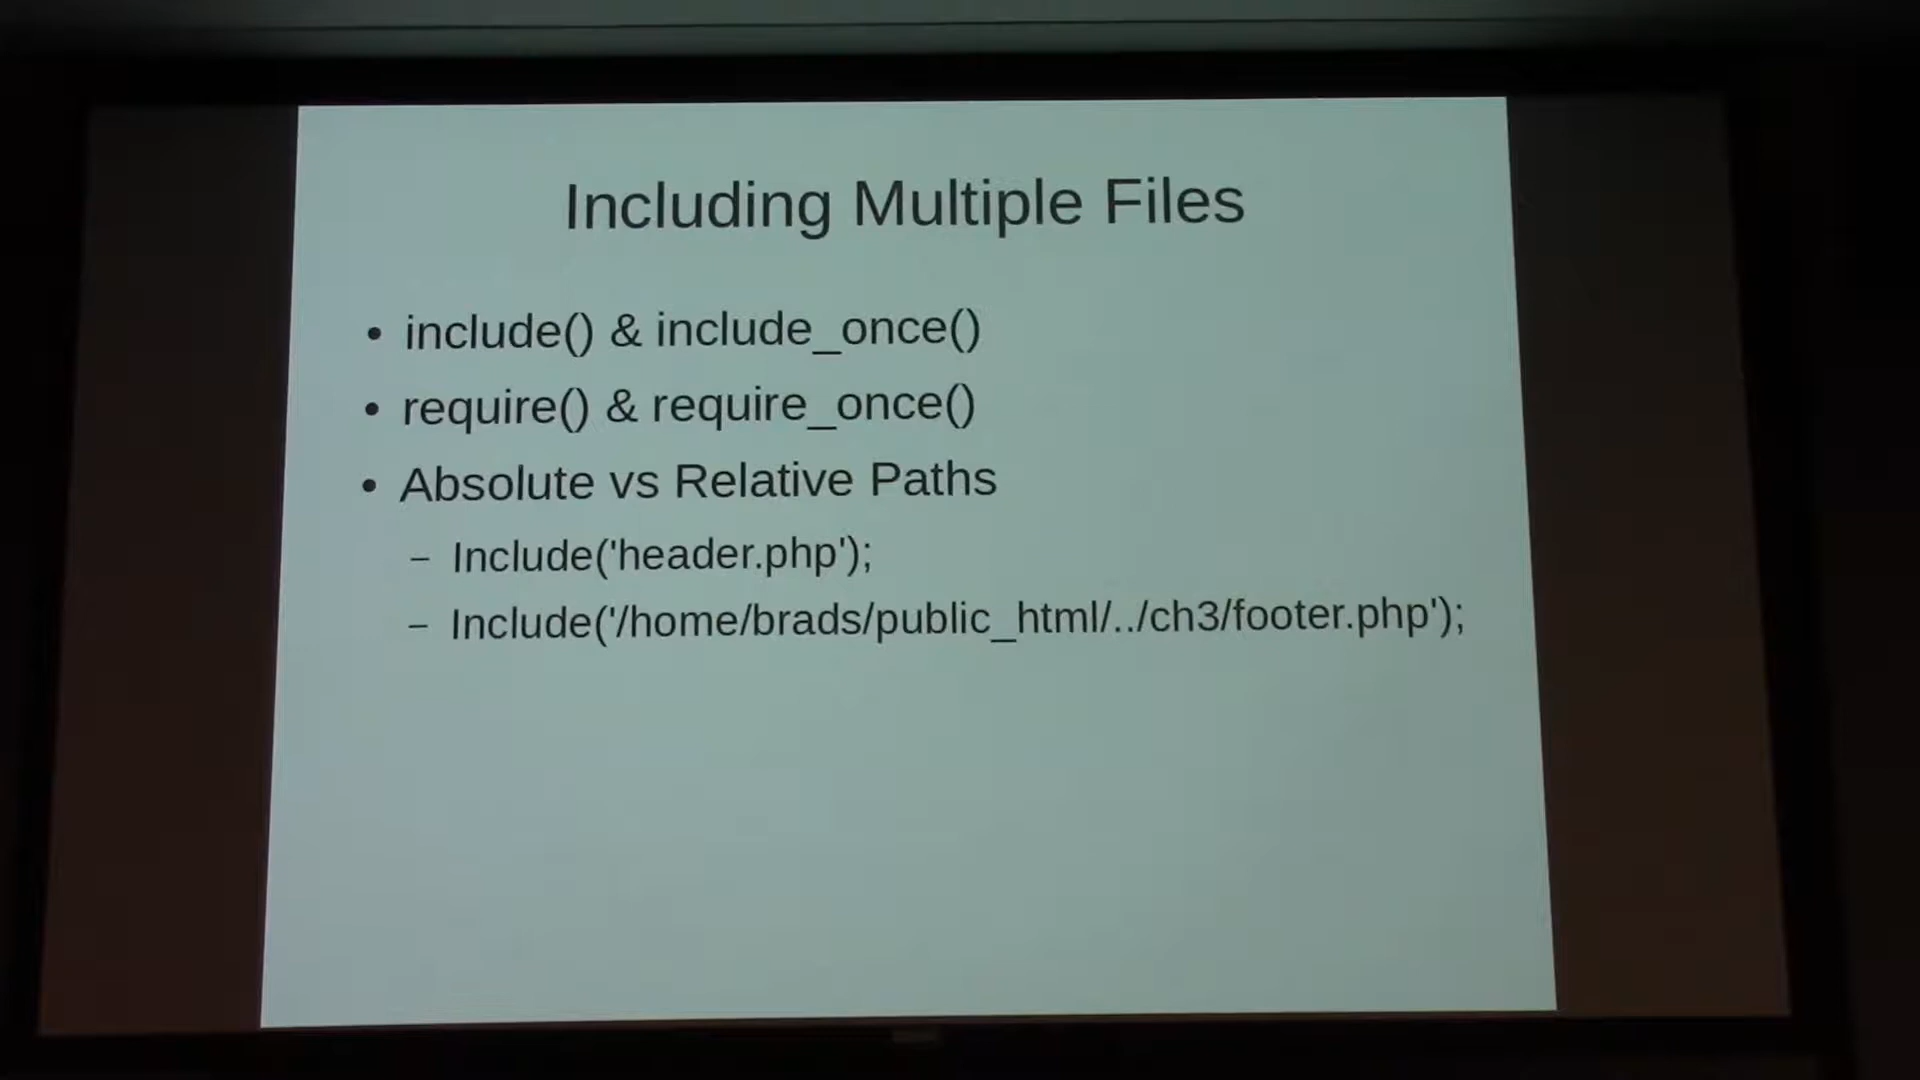 Including Multiple Files
• include() & include_once()
• require() & require_once()
• Absolute vs Relative Paths
– Include('header.php');
– Include('/home/brads/public_html/../ch3/footer.php');